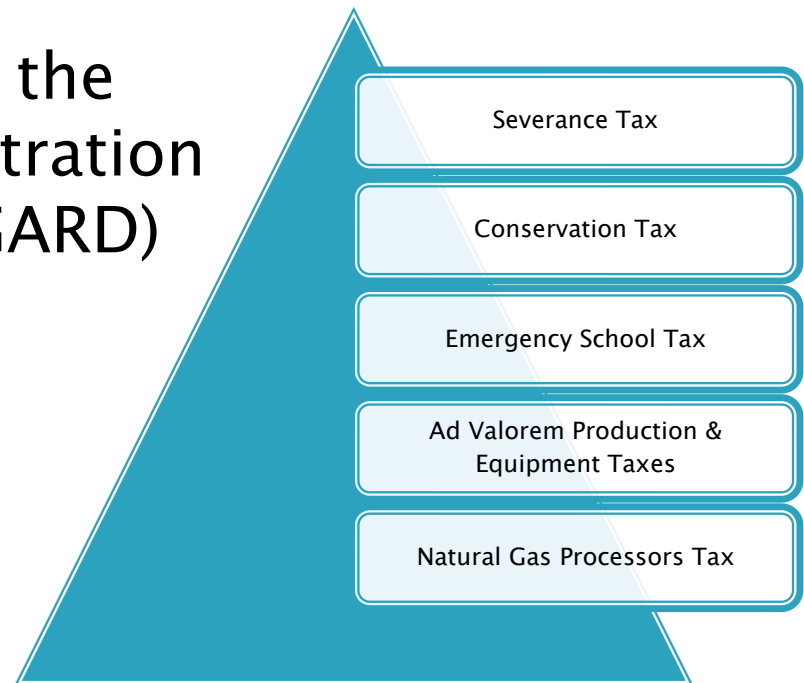 the
tration
GARD)
Severance Tax
Conservation Tax
Emergency School Tax
Ad Valorem Production &
Equipment Taxes
Natural Gas Processors Tax